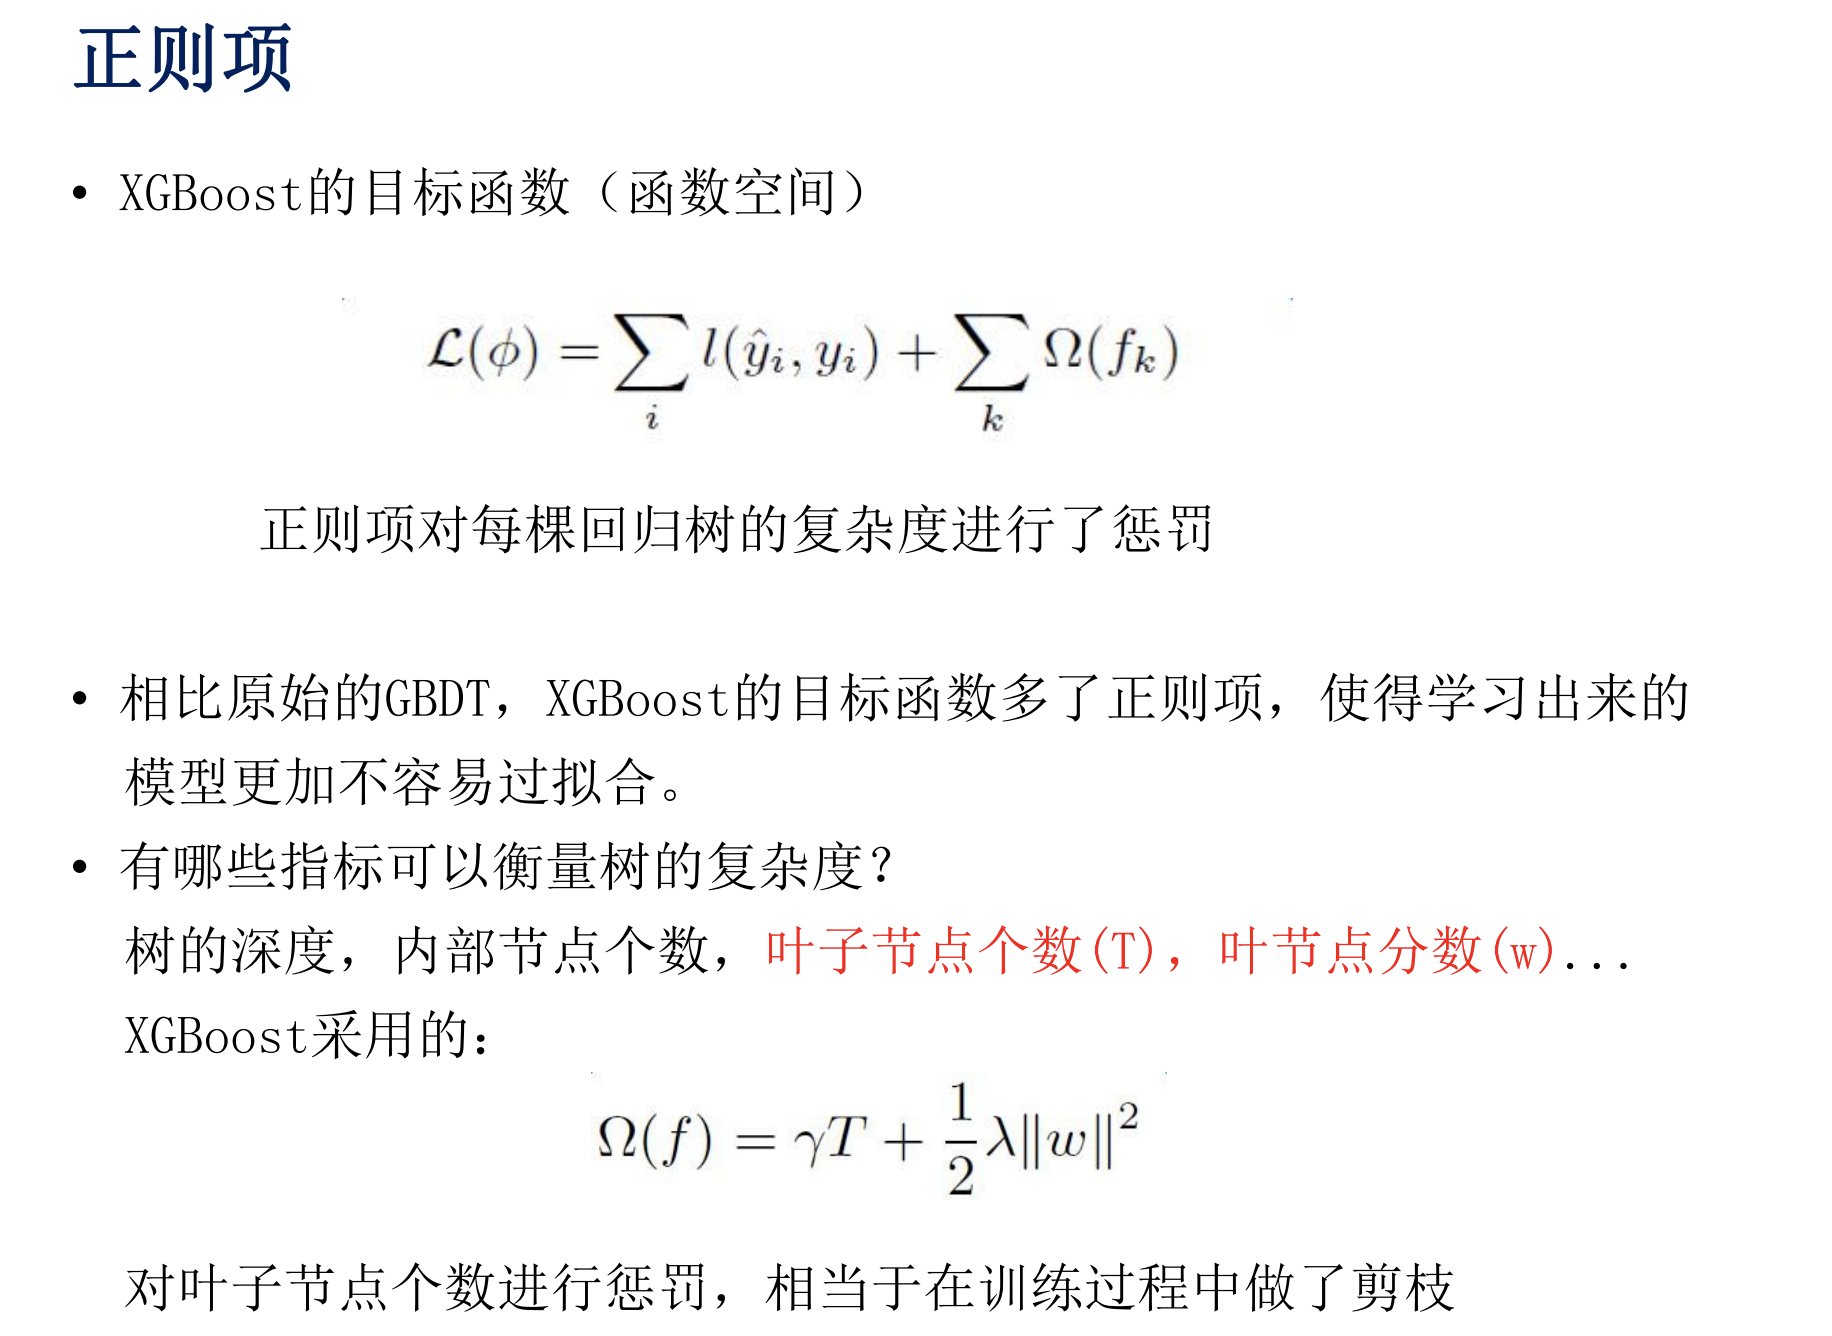 正则项
• XGBoost的目标函数（函数空间）
$\mathcal{L}(\phi) = \sum_{i} l(\hat{y}_i, y_i) + \sum_{k} \Omega(f_k)$
正则项对每棵回归树的复杂度进行了惩罚
• 相比原始的GBDT，XGBoost的目标函数多了正则项，使得学习出来的
模型更加不容易过拟合。
• 有哪些指标可以衡量树的复杂度？
树的深度，内部节点个数，叶子节点个数(T)，叶节点分数(w)...
XGBoost采用的：
$\Omega(f) = \gamma T + \frac{1}{2} \lambda \|w\|^2$
对叶子节点个数进行惩罚，相当于在训练过程中做了剪枝